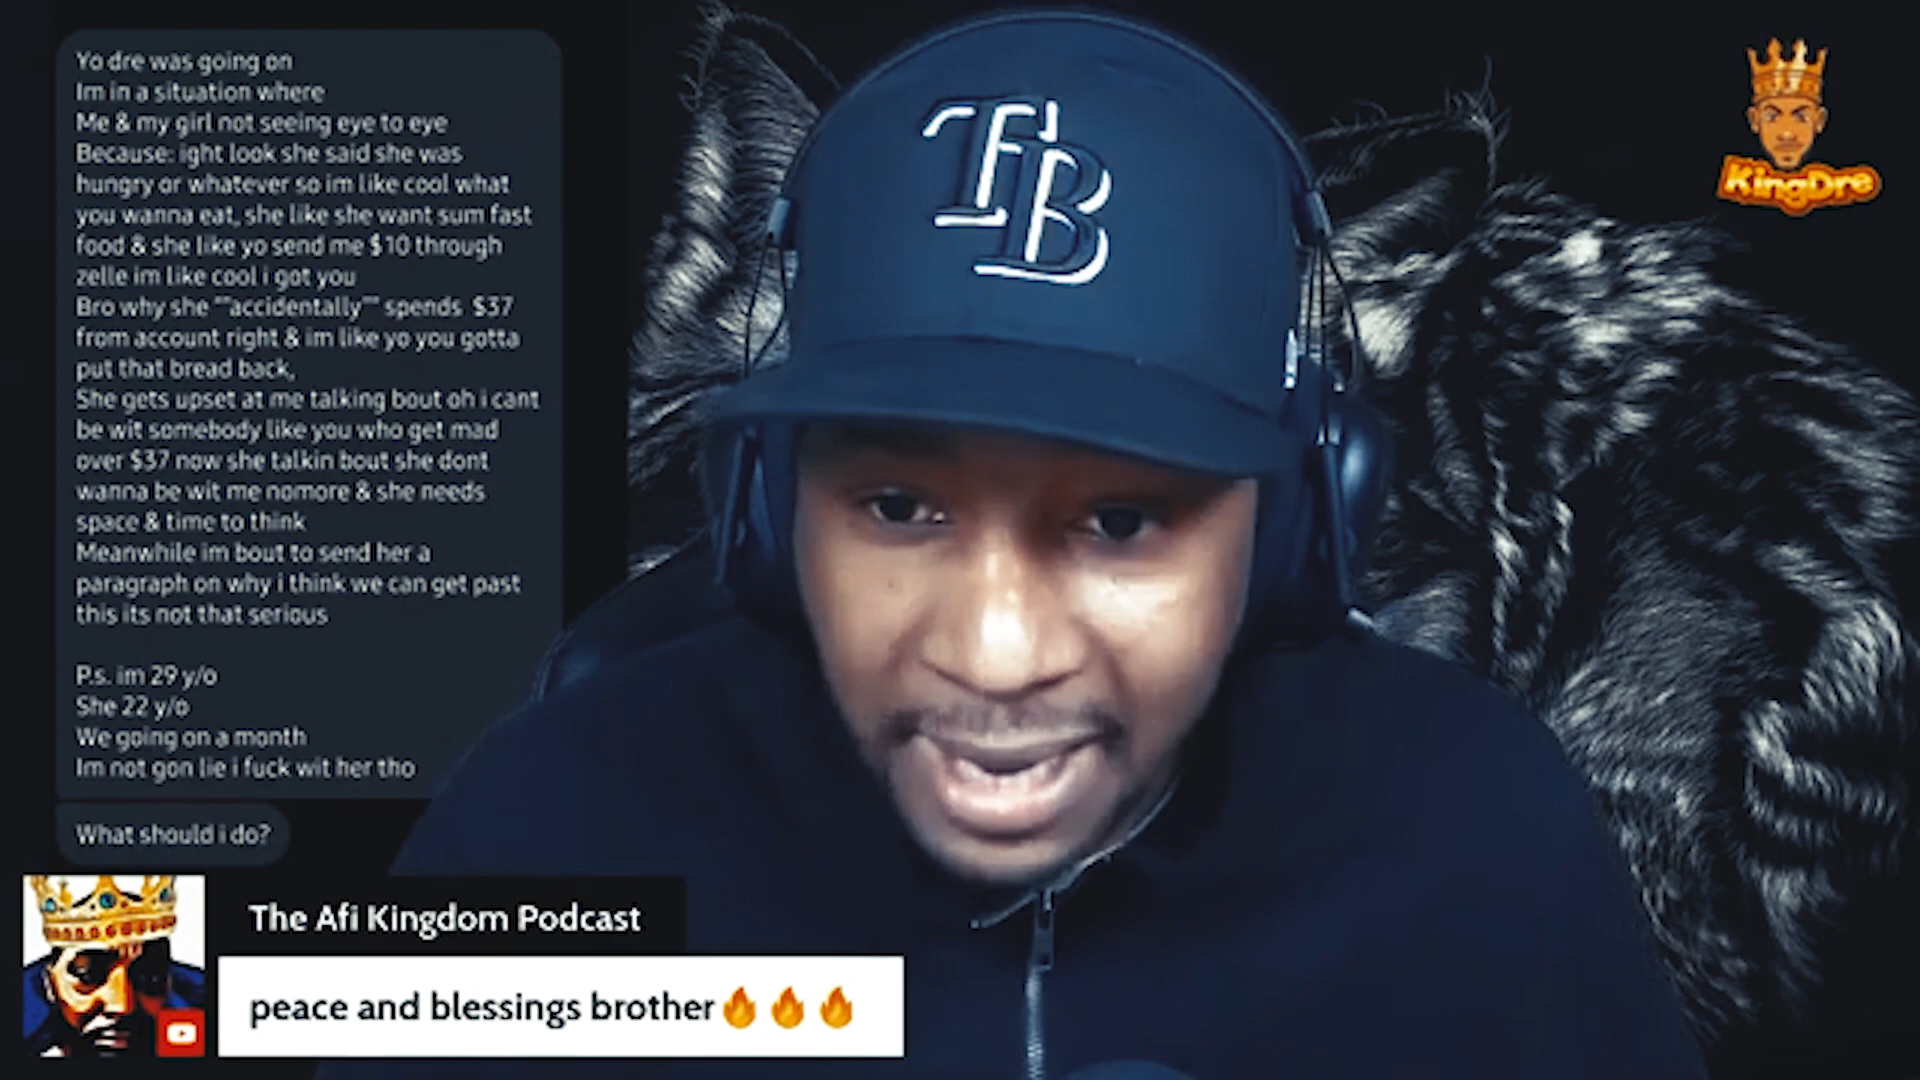 Yo dre was going on
Im in a situation where
Me & my girl not seeing eye to eye
Because: ight look she said she was
hungry or whatever so im like cool what
you wanna eat, she like she want sum fast
food & she like yo send me $10 through
zelle im like cool i got you
Bro why she ""accidentally"" spends $37
from account right & im like yo you gotta
put that bread back,
She gets upset at me talking bout oh i cant
be wit somebody like you who get mad
over $37 now she talkin bout she dont
wanna be wit me nomore & she needs
space & time to think
Meanwhile im bout to send her a
paragraph on why i think we can get past
this its not that serious
P.s. im 29 y/o
She 22 y/o
We going on a month
Im not gon lie i fuck wit her tho
What should i do?
TB
KingDre
The Afi Kingdom Podcast
peace and blessings brother🔥🔥🔥